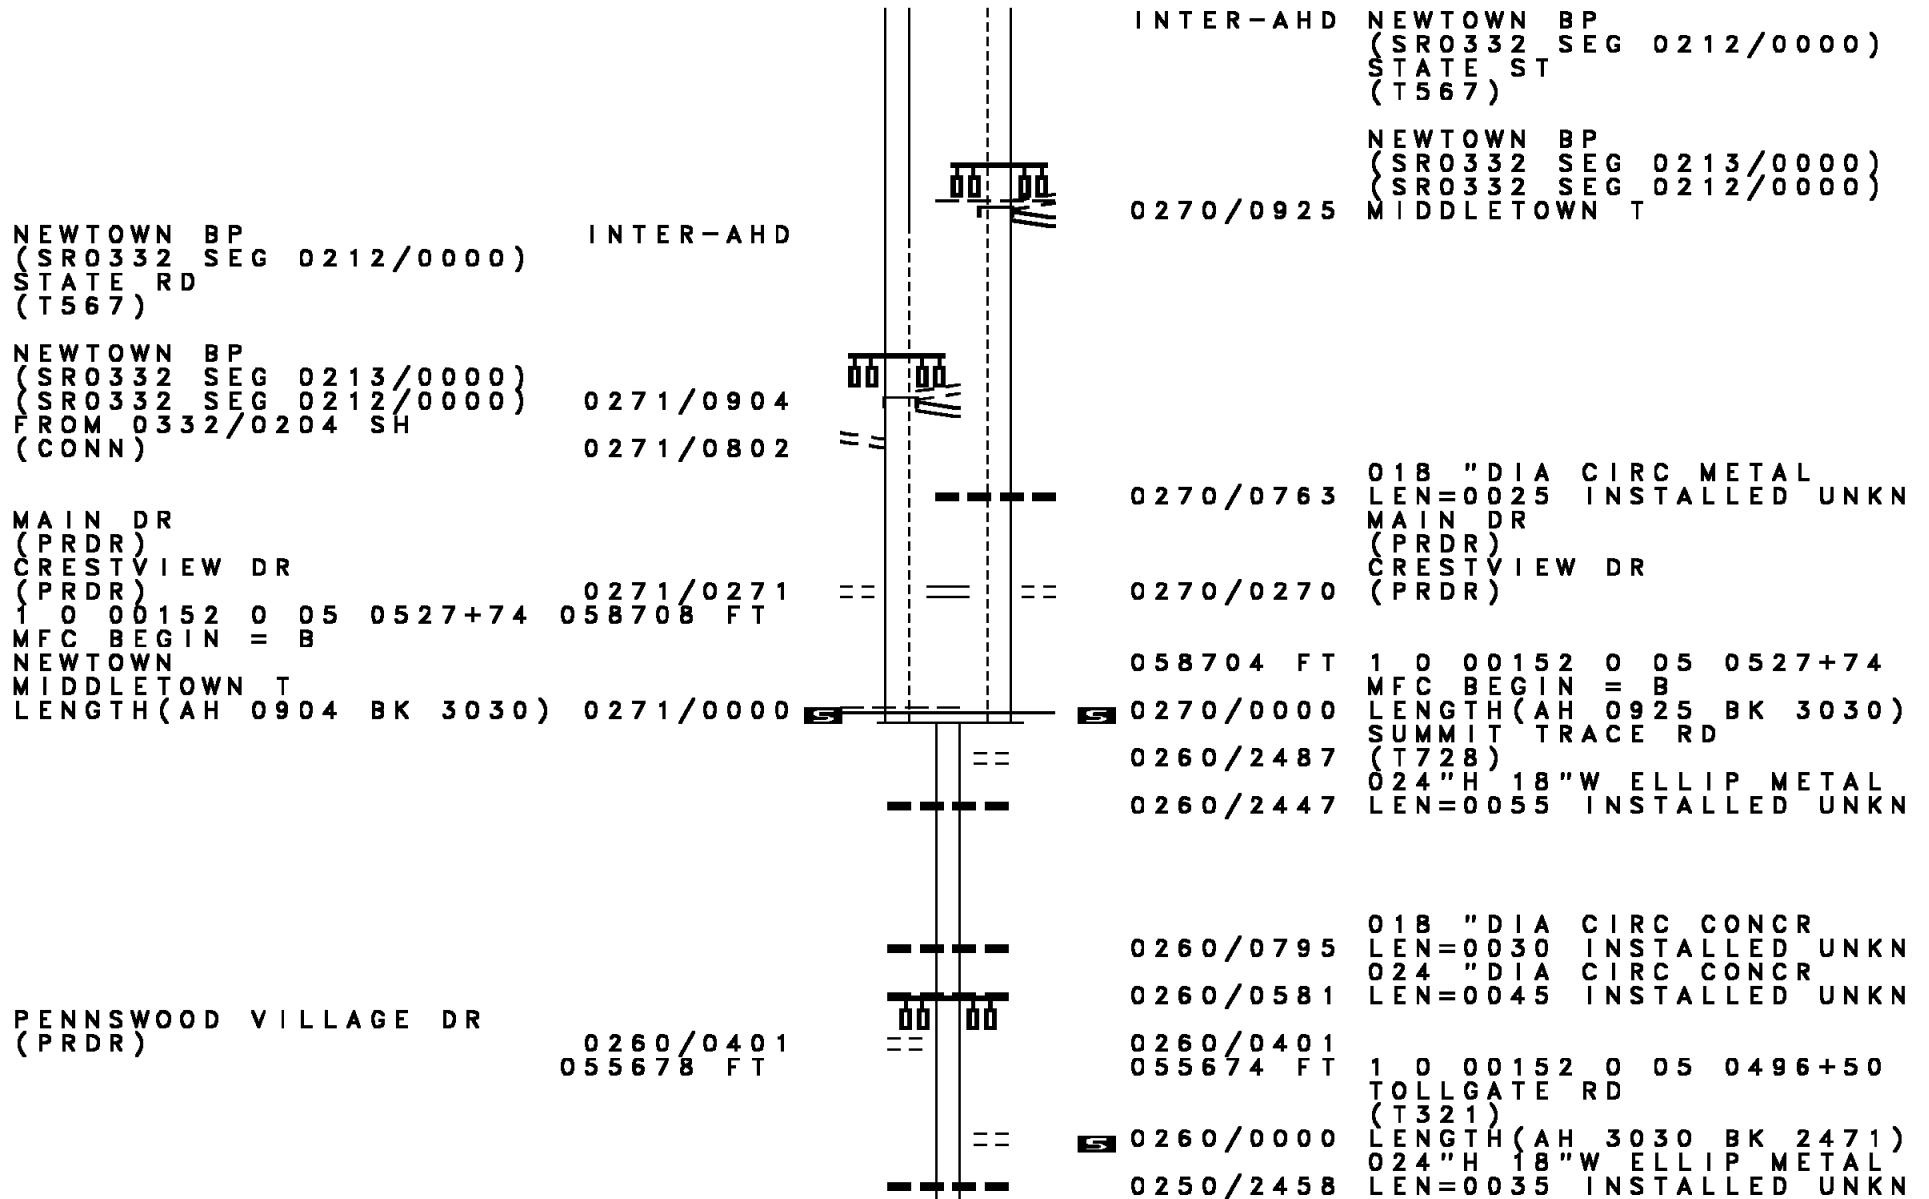 INTER-AHD NEWTOWN BP
(SR0332 SEG 0212/0000)
STATE ST
(T567)
NEWTOWN BP
(SR0332 SEG 0213/0000)
(SR0332 SEG 0212/0000)
0270/0925 MIDDLETOWN T
NEWTOWN BP INTER-AHD
(SR0332 SEG 0212/0000)
STATE RD
(T567)
NEWTOWN BP
(SR0332 SEG 0213/0000)
(SR0332 SEG 0212/0000) 0271/0904
FROM 0332/0204 SH
(CONN) 0271/0802
018 "DIA CIRC METAL
0270/0763 LEN=0025 INSTALLED UNKN
MAIN DR MAIN DR
(PRDR) (PRDR)
CRESTVIEW DR CRESTVIEW DR
(PRDR) 0271/0271 0270/0270 (PRDR)
1 0 00152 0 05 0527+74 058708 FT
MFC BEGIN = B
NEWTOWN 058704 FT 1 0 00152 0 05 0527+74
MIDDLETOWN T MFC BEGIN = B
LENGTH(AH 0904 BK 3030) 0271/0000 S S 0270/0000 LENGTH(AH 0925 BK 3030)
SUMMIT TRACE RD
0260/2487 (T728)
024"H 18"W ELLIP METAL
0260/2447 LEN=0055 INSTALLED UNKN
018 "DIA CIRC CONCR
0260/0795 LEN=0030 INSTALLED UNKN
024 "DIA CIRC CONCR
0260/0581 LEN=0045 INSTALLED UNKN
PENNSWOOD VILLAGE DR
(PRDR) 0260/0401 0260/0401
055678 FT 055674 FT 1 0 00152 0 05 0496+50
TOLLGATE RD
(T321)
S 0260/0000 LENGTH(AH 3030 BK 2471)
024"H 18"W ELLIP METAL
0250/2458 LEN=0035 INSTALLED UNKN